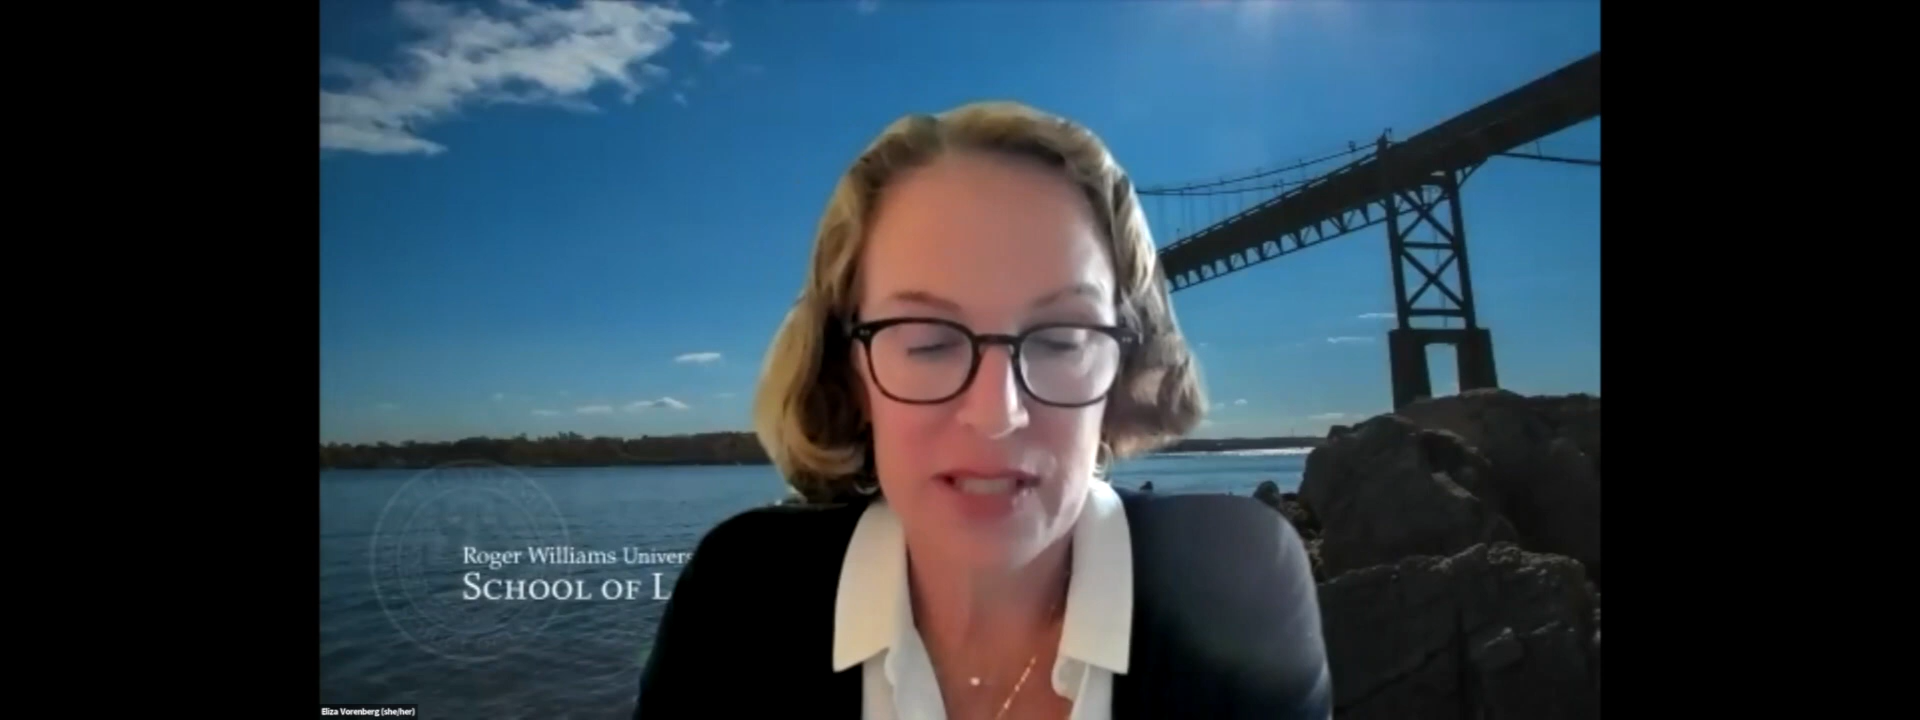 Roger Williams Univers
SCHOOL OF L
Eliza Vorenberg (she/her)